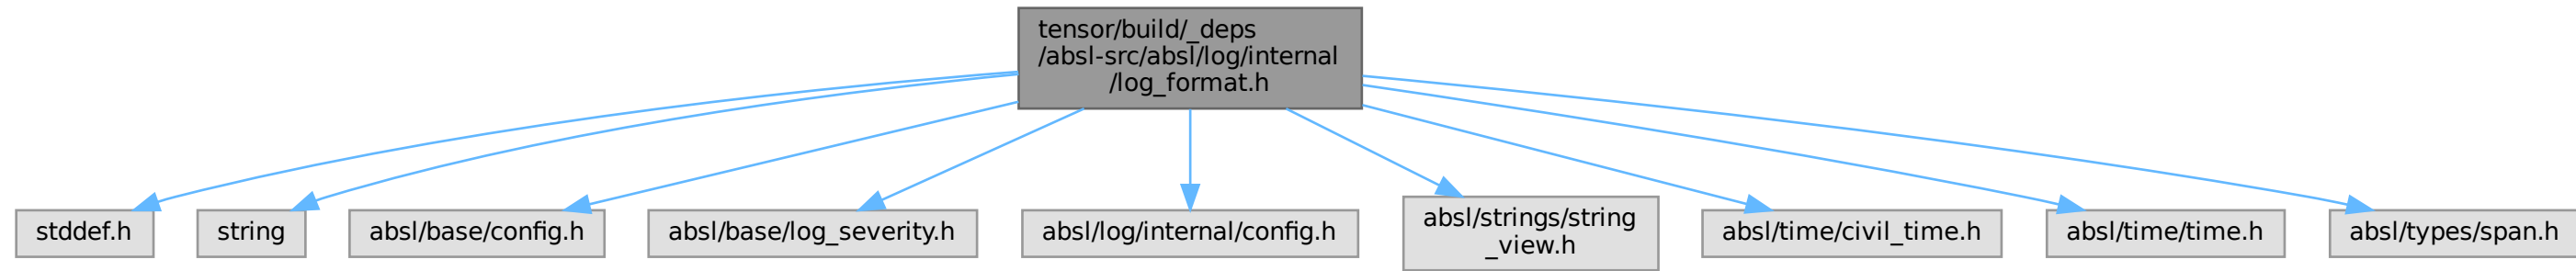 tensor/build/_deps
/absl-src/absl/log/internal
/log_format.h
stddef.h
string
absl/base/config.h
absl/base/log_severity.h
absl/log/internal/config.h
absl/strings/string
_view.h
absl/time/civil_time.h
absl/time/time.h
absl/types/span.h